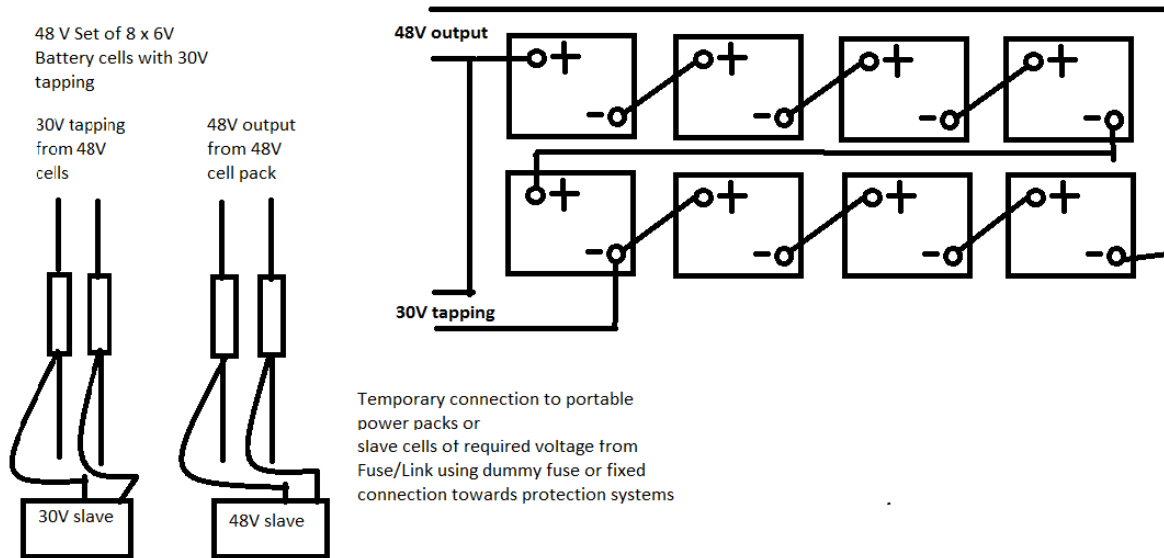 48 V Set of 8 x 6V
Battery cells with 30V
tapping
30V tapping
from 48V
cells
48V output
from 48V
cell pack
30V slave
48V slave
48V output
+
+
+
+
-
-
-
-
+
+
+
+
-
-
-
-
30V tapping
Temporary connection to portable
power packs or
slave cells of required voltage from
Fuse/Link using dummy fuse or fixed
connection towards protection systems